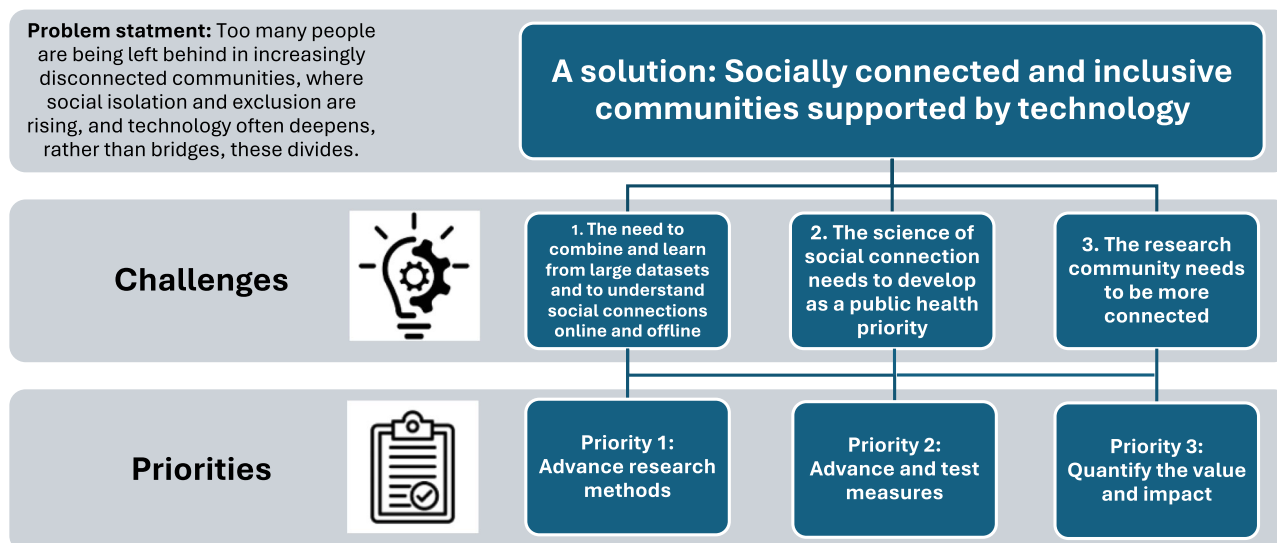 Problem statment: Too many people
are being left behind in increasingly
disconnected communities, where
social isolation and exclusion are
rising, and technology often deepens,
rather than bridges, these divides.
A solution: Socially connected and inclusive
communities supported by technology
Challenges
1. The need to
combine and learn
from large datasets
and to understand
social connections
online and offline
2. The science of
social connection
needs to develop
as a public health
priority
3. The research
community needs
to be more
connected
Priorities
Priority 1:
Advance research
methods
Priority 2:
Advance and test
measures
Priority 3:
Quantify the value
and impact